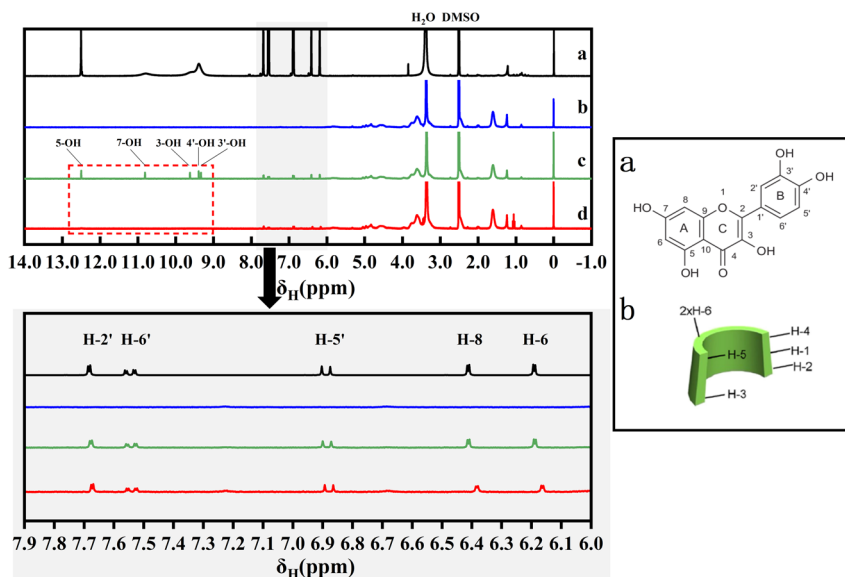 H₂O DMSO
a
b
5-OH 7-OH 3-OH 4'-OH 3'-OH
c
d
14.0 13.0 12.0 11.0 10.0 9.0 8.0 7.0 6.0 5.0 4.0 3.0 2.0 1.0 0.0 -1.0
δH(ppm)
H-2' H-6' H-5' H-8 H-6
7.9 7.8 7.7 7.6 7.5 7.4 7.3 7.2 7.1 7.0 6.9 6.8 6.7 6.6 6.5 6.4 6.3 6.2 6.1 6.0
δH(ppm)
a
OH
3'
2' 4' OH
B
HO 7 8 9 O 1 2 1' 6' 5'
A C
6 5 10 4 3 OH
OH O
b
2xH-6
H-4
H-5 H-1
H-2
H-3